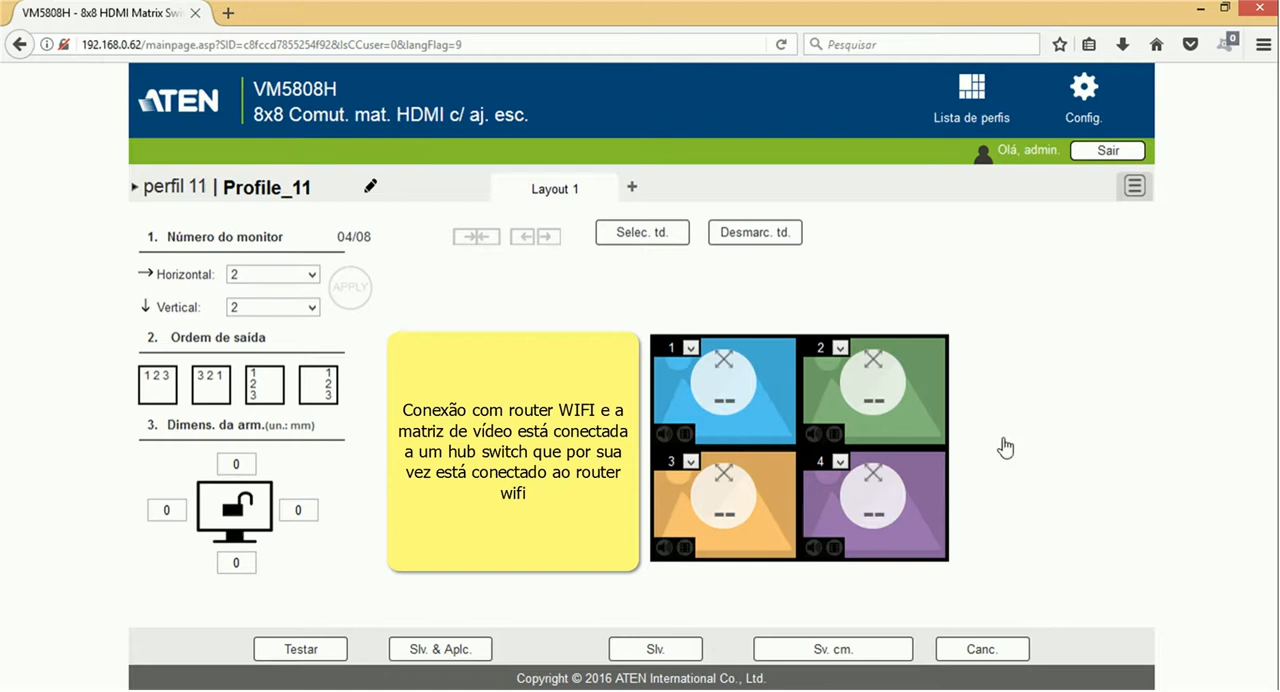 VM5808H - 8x8 HDMI Matrix Swi
192.168.0.62/mainpage.asp?SID=c8fccd7855254f92&IsCCuser=0&langFlag=9
Pesquisar
0
ATEN
VM5808H
8x8 Comut. mat. HDMI c/ aj. esc.
Lista de perfis
Config.
Olá, admin.
Sair
perfil 11 | Profile_11
Layout 1
+
1. Número do monitor 04/08
Selec. td.
Desmarc. td.
Horizontal: 2
APPLY
Vertical: 2
2. Ordem de saída
1 2 3
3 2 1
1
2
3
1
2
3
3. Dimens. da arm.(un.: mm)
0
0
0
0
Conexão com router WIFI e a
matriz de vídeo está conectada
a um hub switch que por sua
vez está conectado ao router
wifi
1
--
2
--
3
--
4
--
Testar
Slv. & Aplc.
Slv.
Sv. cm.
Canc.
Copyright © 2016 ATEN International Co., Ltd.